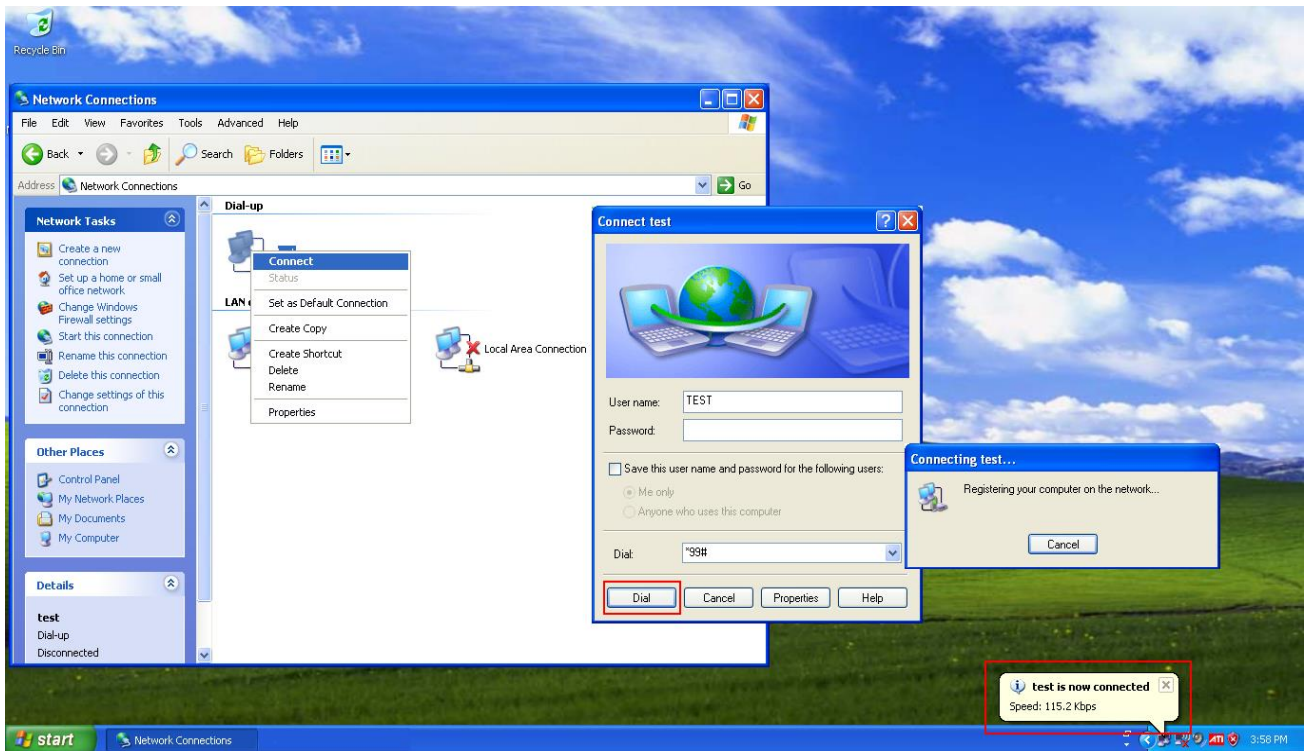 Recycle Bin
Network Connections
File Edit View Favorites Tools Advanced Help
Back Search Folders
Address Network Connections Go
Network Tasks
Create a new
connection
Set up a home or small
office network
Change Windows
Firewall settings
Start this connection
Rename this connection
Delete this connection
Change settings of this
connection
Other Places
Control Panel
My Network Places
My Documents
My Computer
Details
test
Dial-up
Disconnected
Dial-up
Connect
Status
Set as Default Connection
Create Copy
Create Shortcut
Delete
Rename
Properties
LAN
Local Area Connection
Connect test
User name: TEST
Password:
Save this user name and password for the following users:
Me only
Anyone who uses this computer
Dial: *99#
Dial Cancel Properties Help
Connecting test...
Registering your computer on the network...
Cancel
test is now connected
Speed: 115.2 Kbps
start Network Connections ATI 3:58 PM